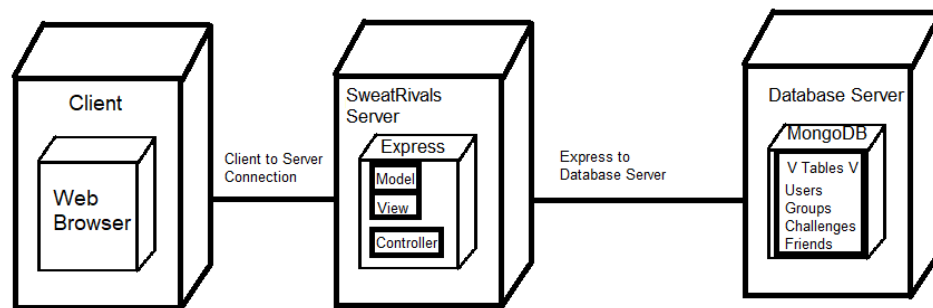 Client
Web
Browser
Client to Server
Connection
SweatRivals
Server
Express
Model
View
Controller
Express to
Database Server
Database Server
MongoDB
V Tables V
Users
Groups
Challenges
Friends